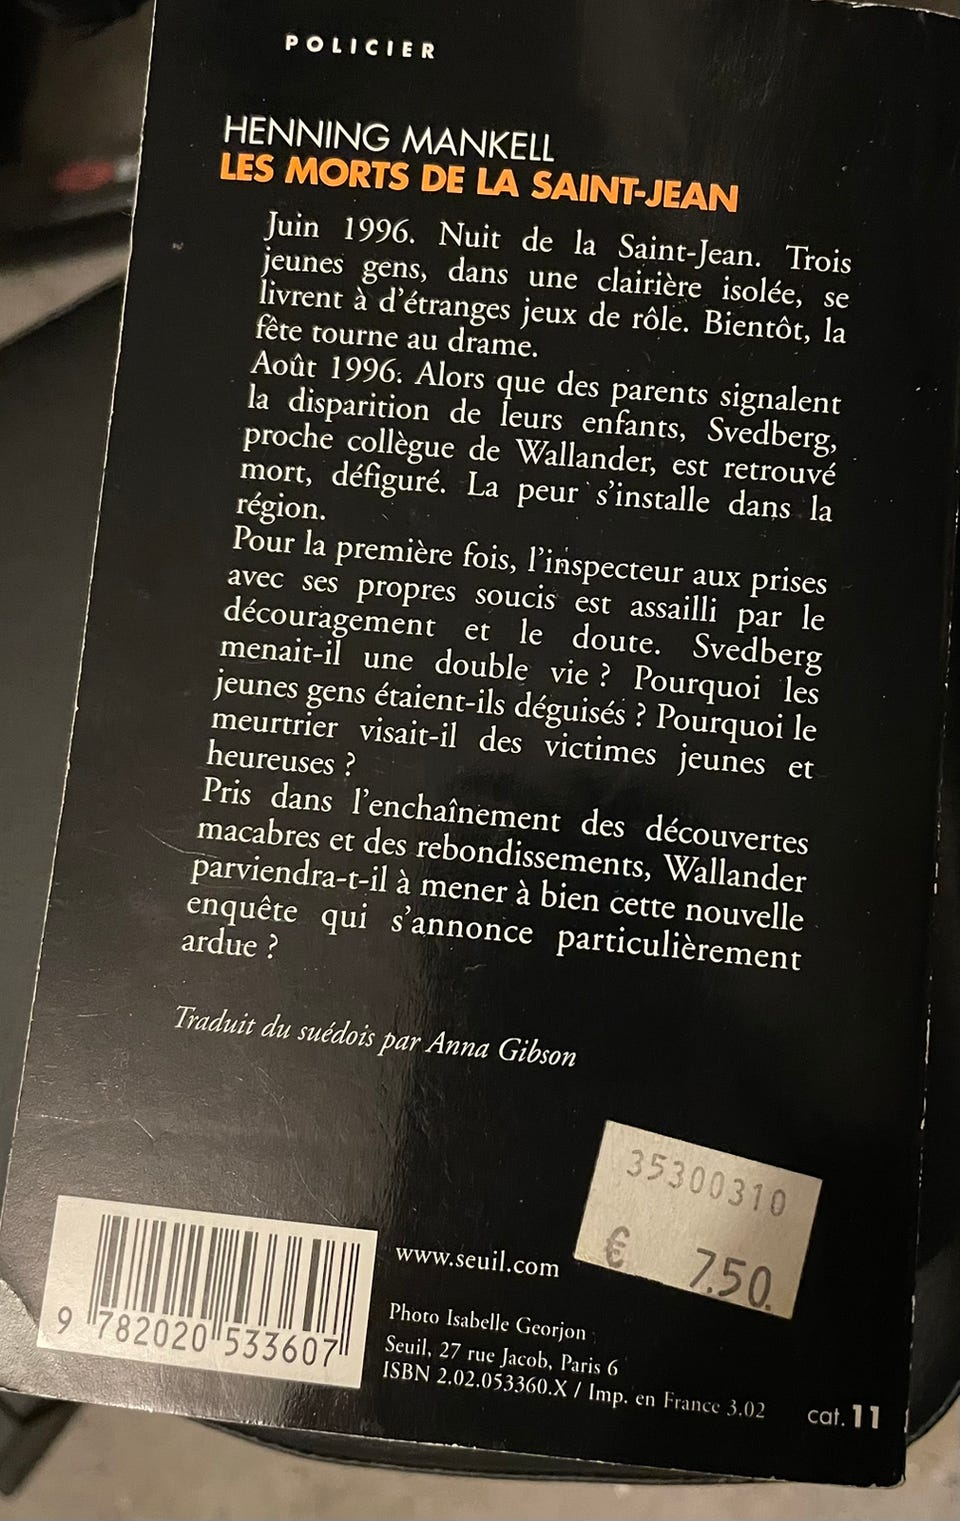 POLICIER
HENNING MANKELL
LES MORTS DE LA SAINT-JEAN
Juin 1996. Nuit de la Saint-Jean. Trois
jeunes gens, dans une clairière isolée, se
livrent à d'étranges jeux de rôle. Bientôt, la
fête tourne au drame.
Août 1996. Alors que des parents signalent
la disparition de leurs enfants, Svedberg,
proche collègue de Wallander, est retrouvé
mort, défiguré. La peur s'installe dans la
région.
Pour la première fois, l'inspecteur aux prises
avec ses propres soucis est assailli par le
découragement et le doute. Svedberg
menait-il une double vie ? Pourquoi les
jeunes gens étaient-ils déguisés ? Pourquoi le
meurtrier visait-il des victimes jeunes et
heureuses ?
Pris dans l'enchaînement des découvertes
macabres et des rebondissements, Wallander
parviendra-t-il à mener à bien cette nouvelle
enquête qui s'annonce particulièrement
ardue ?
Traduit du suédois par Anna Gibson
35300310
€ 7.50.
9 782020 533607
www.seuil.com
Photo Isabelle Georjon
Seuil, 27 rue Jacob, Paris 6
ISBN 2.02.053360.X / Imp. en France 3.02
cat. 11